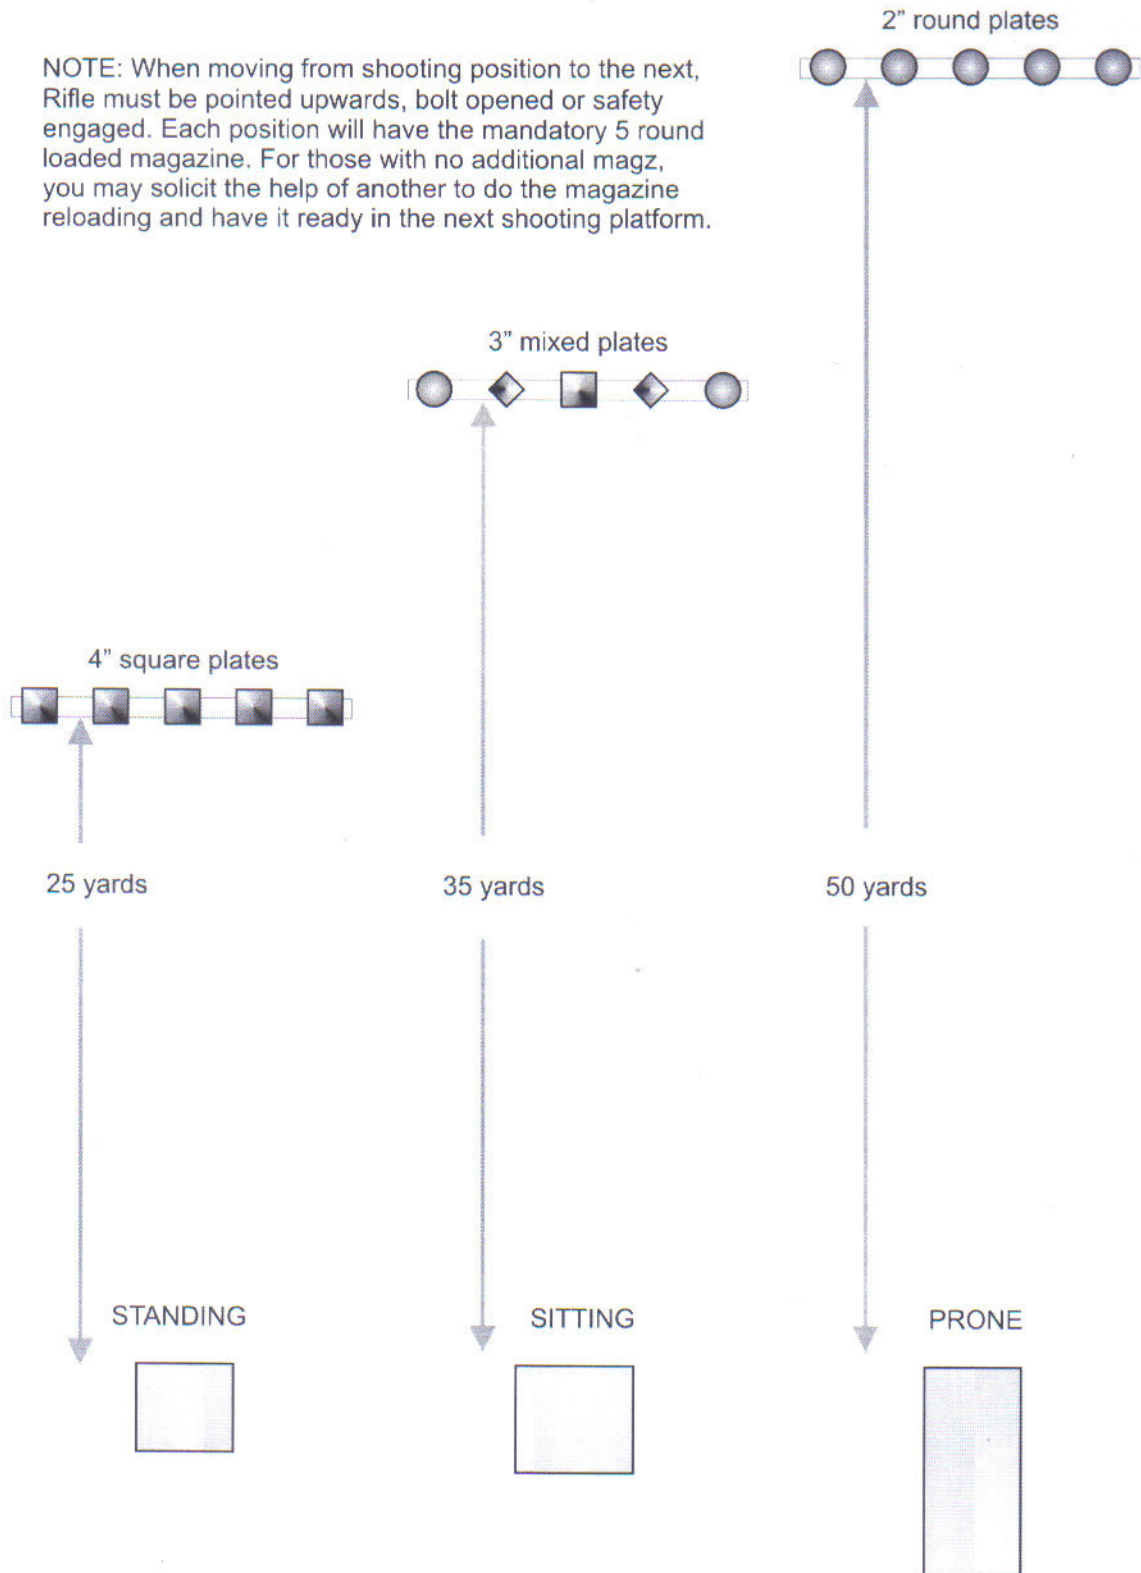 2” round plates
NOTE: When moving from shooting position to the next,
Rifle must be pointed upwards, bolt opened or safety
engaged. Each position will have the mandatory 5 round
loaded magazine. For those with no additional magz,
you may solicit the help of another to do the magazine
reloading and have it ready in the next shooting platform.
3” mixed plates
4” square plates
25 yards
35 yards
50 yards
STANDING
SITTING
PRONE